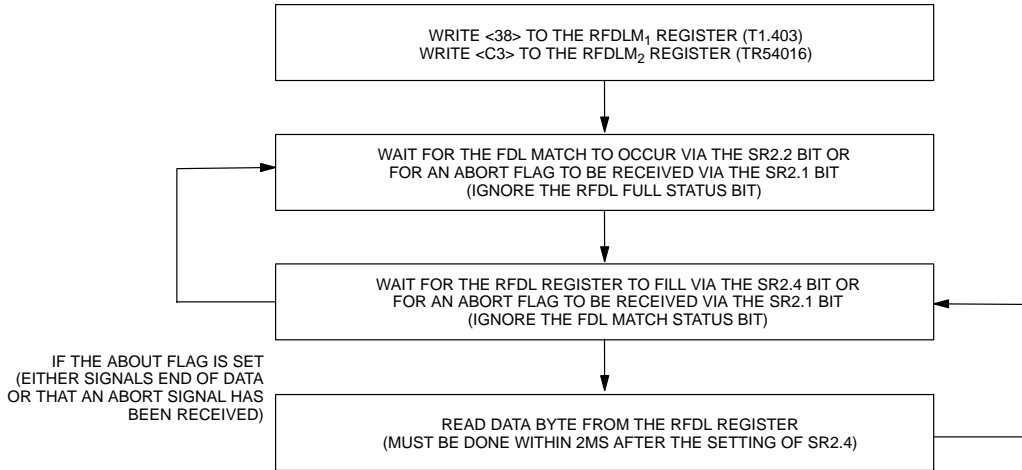 WRITE <38> TO THE RFDLM1 REGISTER (T1.403)
WRITE <C3> TO THE RFDLM2 REGISTER (TR54016)
WAIT FOR THE FDL MATCH TO OCCUR VIA THE SR2.2 BIT OR
FOR AN ABORT FLAG TO BE RECEIVED VIA THE SR2.1 BIT
(IGNORE THE RFDL FULL STATUS BIT)
WAIT FOR THE RFDL REGISTER TO FILL VIA THE SR2.4 BIT OR
FOR AN ABORT FLAG TO BE RECEIVED VIA THE SR2.1 BIT
(IGNORE THE FDL MATCH STATUS BIT)
IF THE ABOUT FLAG IS SET
(EITHER SIGNALS END OF DATA
OR THAT AN ABORT SIGNAL HAS
BEEN RECEIVED)
READ DATA BYTE FROM THE RFDL REGISTER
(MUST BE DONE WITHIN 2MS AFTER THE SETTING OF SR2.4)